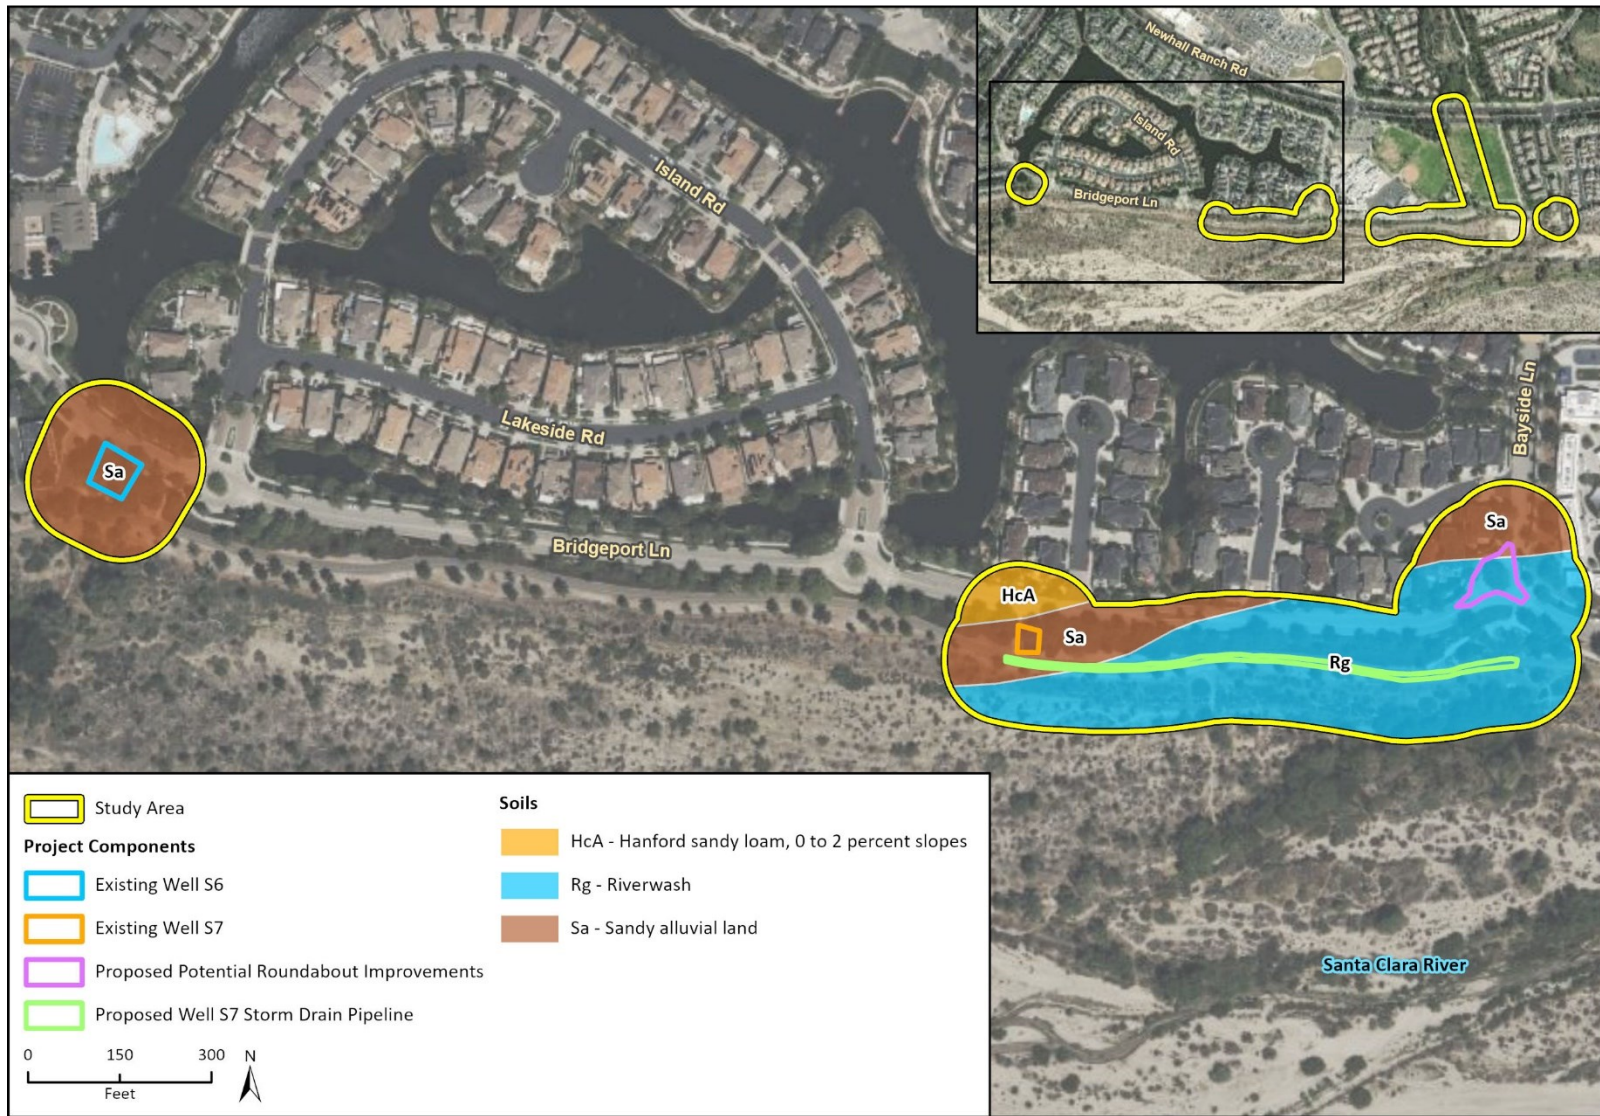 Newhall Ranch Rd
Island Rd
Bridgeport Ln
Island Rd
Lakeside Rd
Bayside Ln
Sa
Sa
Bridgeport Ln
HcA
Sa
Rg
Study Area
Project Components
Existing Well S6
Existing Well S7
Proposed Potential Roundabout Improvements
Proposed Well S7 Storm Drain Pipeline
0 150 300
Feet
N
Soils
HcA - Hanford sandy loam, 0 to 2 percent slopes
Rg - Riverwash
Sa - Sandy alluvial land
Santa Clara River